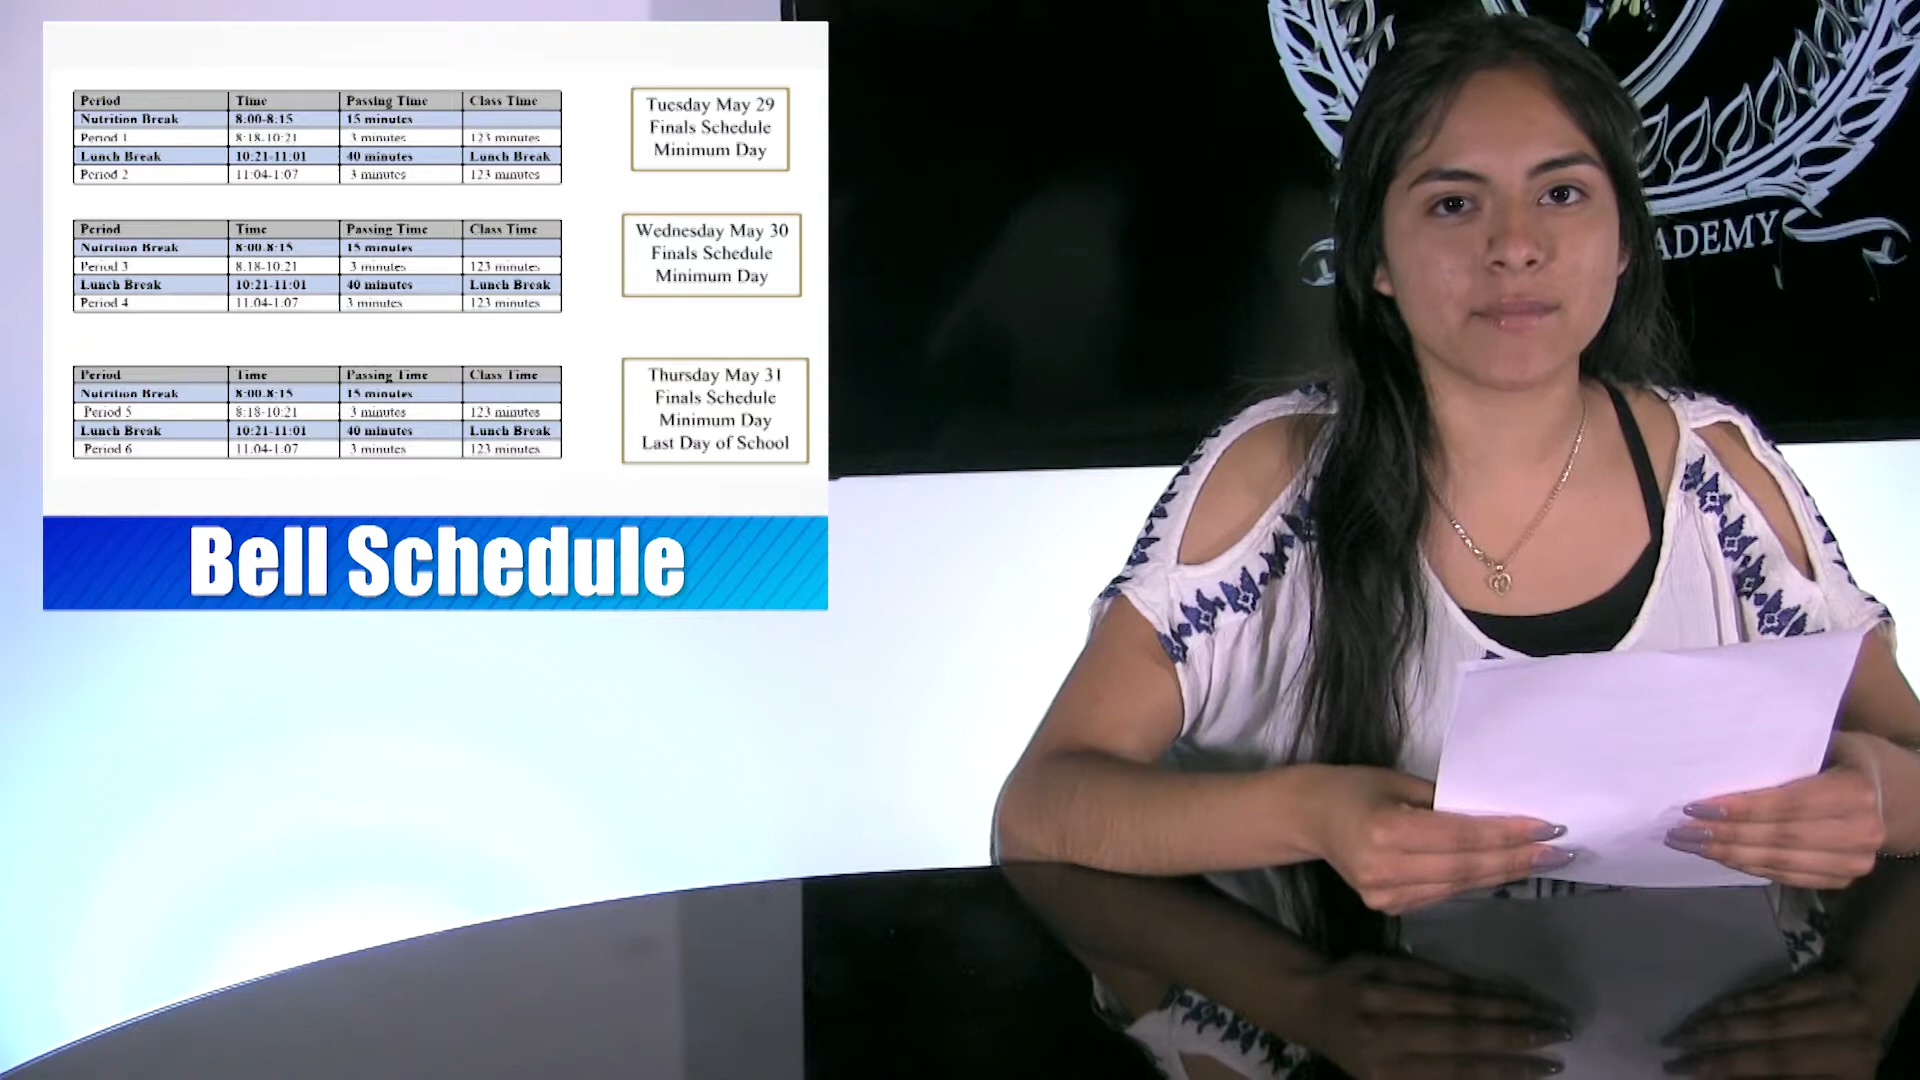 Period Time Passing Time Class Time
Nutrition Break 8:00-8:15 15 minutes
Period 1 8:18-10:21 3 minutes 123 minutes
Lunch Break 10:21-11:01 40 minutes Lunch Break
Period 2 11:04-1:07 3 minutes 123 minutes
Tuesday May 29
Finals Schedule
Minimum Day
Period Time Passing Time Class Time
Nutrition Break 8:00-8:15 15 minutes
Period 3 8:18-10:21 3 minutes 123 minutes
Lunch Break 10:21-11:01 40 minutes Lunch Break
Period 4 11:04-1:07 3 minutes 123 minutes
Wednesday May 30
Finals Schedule
Minimum Day
Period Time Passing Time Class Time
Nutrition Break 8:00-8:15 15 minutes
Period 5 8:18-10:21 3 minutes 123 minutes
Lunch Break 10:21-11:01 40 minutes Lunch Break
Period 6 11:04-1:07 3 minutes 123 minutes
Thursday May 31
Finals Schedule
Minimum Day
Last Day of School
Bell Schedule
ADEMY